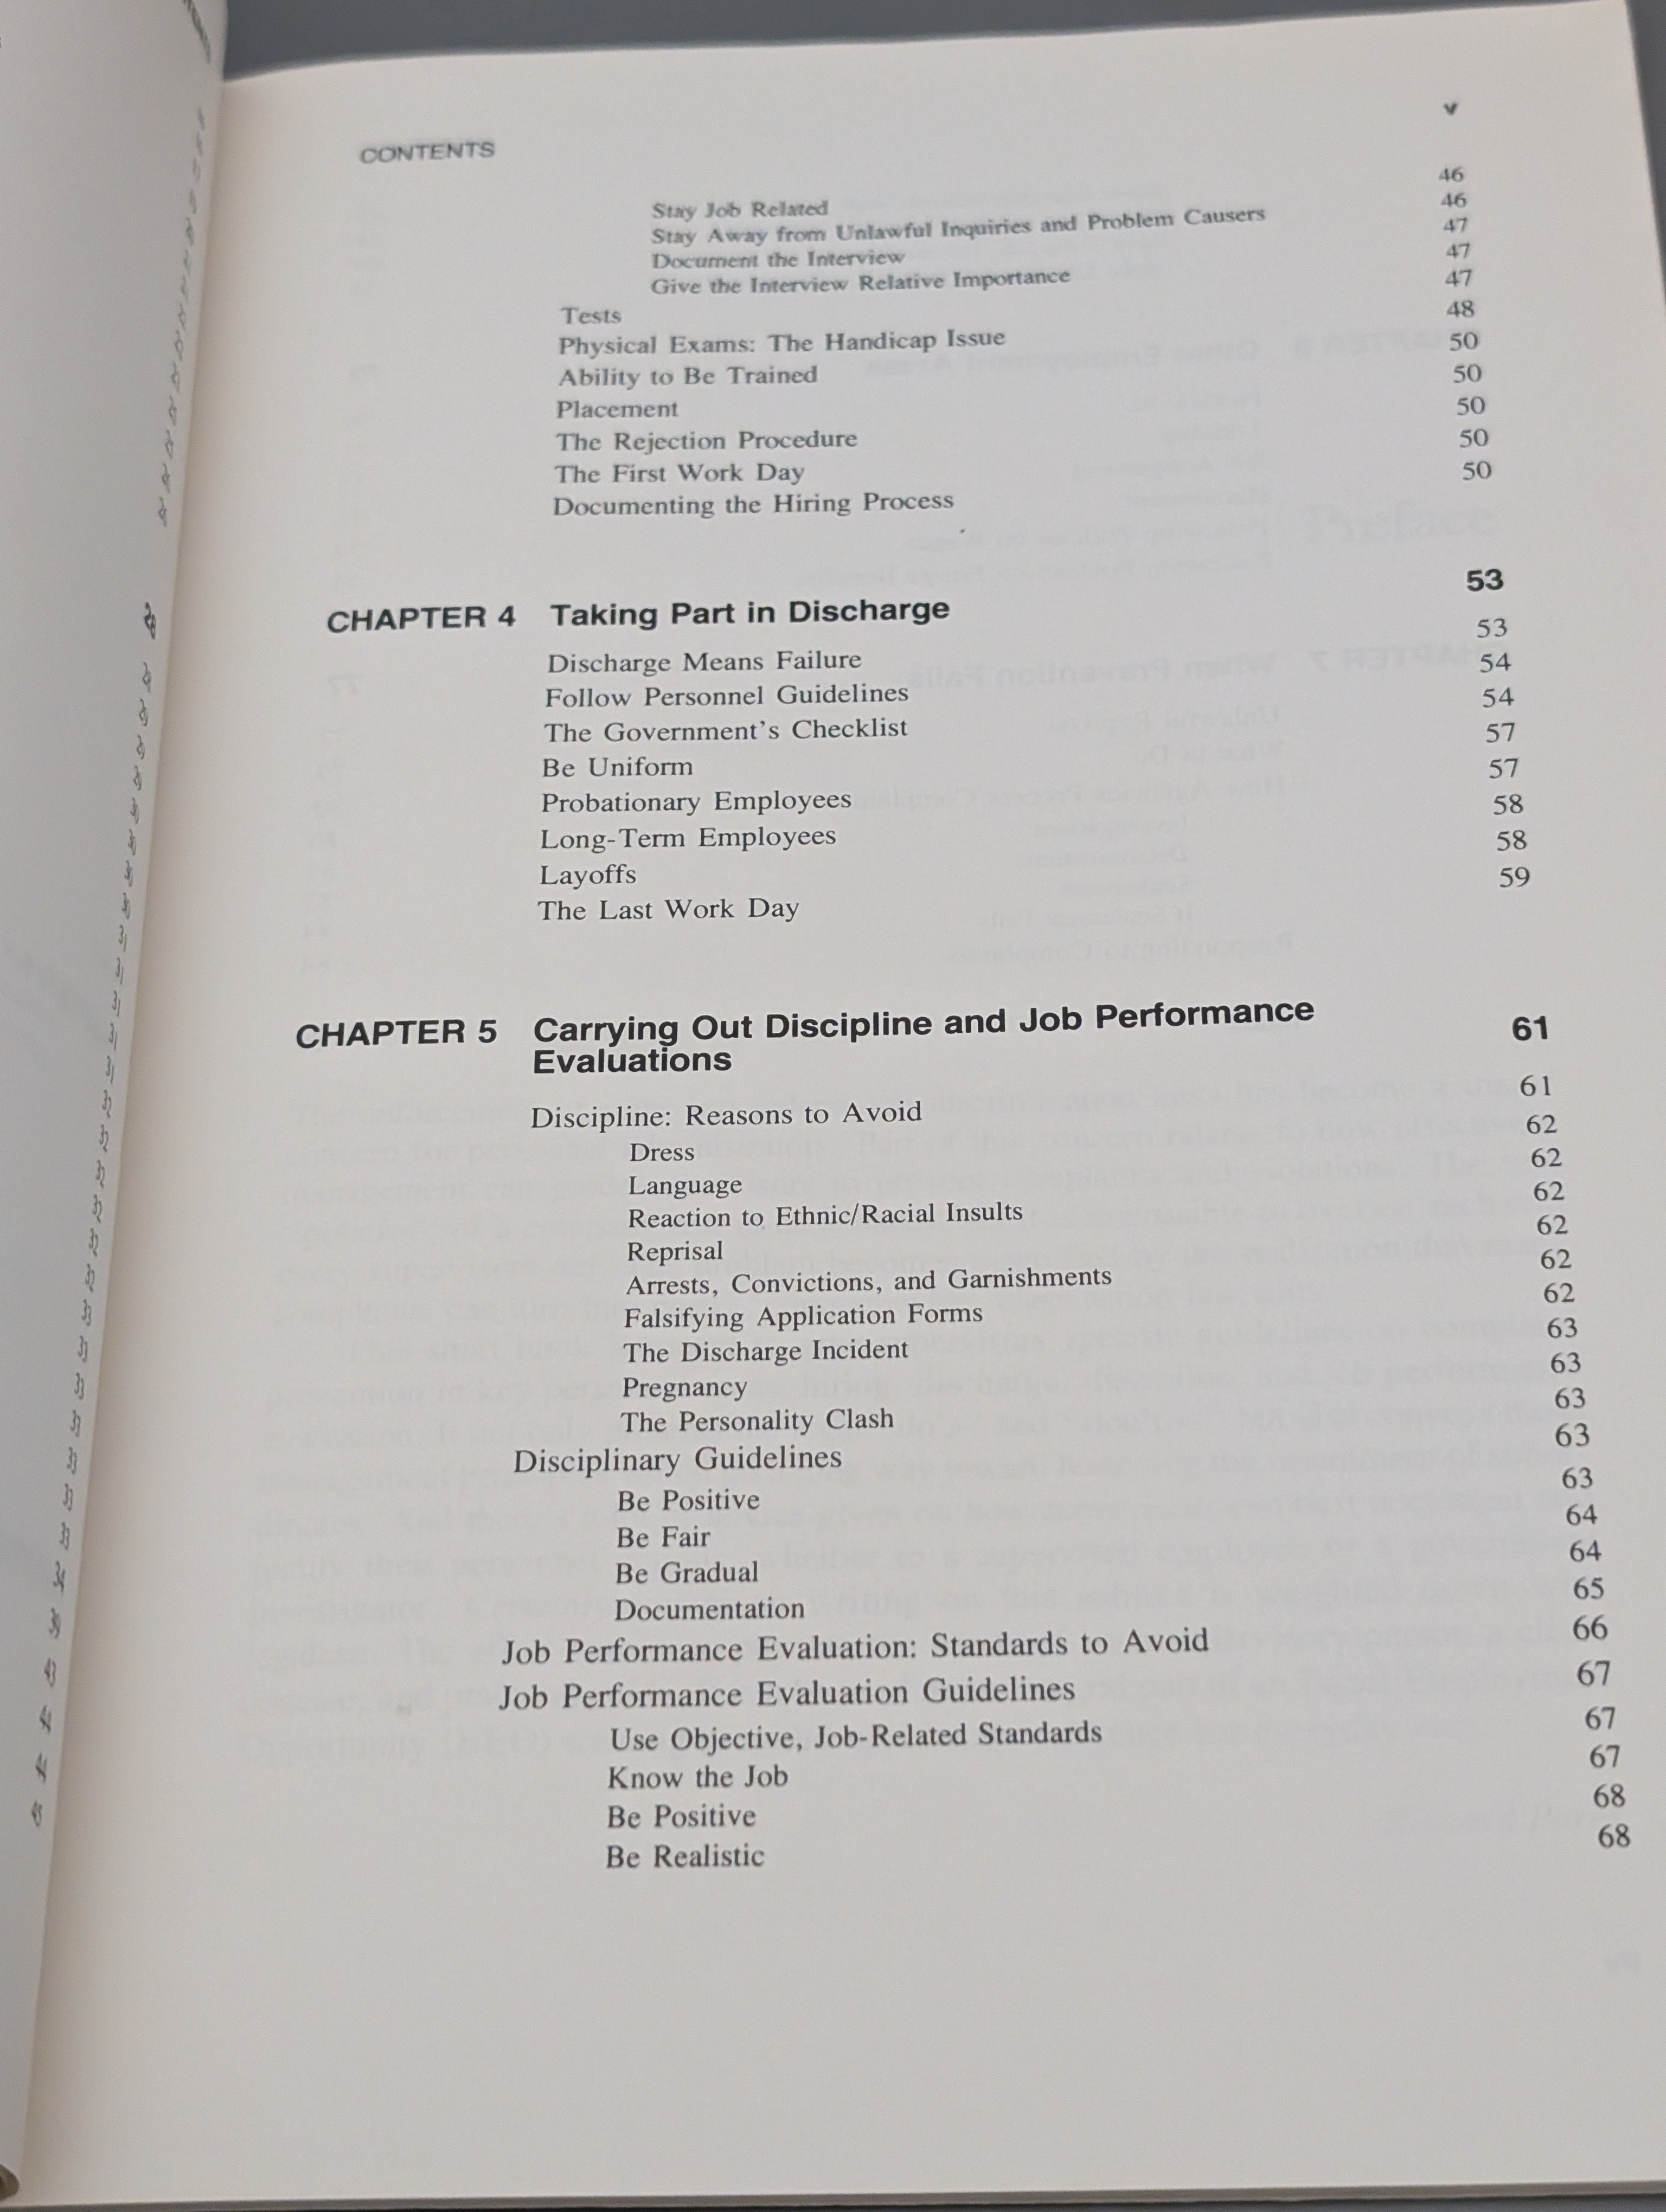 CONTENTS v
Stay Job Related 46
Stay Away from Unlawful Inquiries and Problem Causers 46
Document the Interview 47
Give the Interview Relative Importance 47
Tests 47
Physical Exams: The Handicap Issue 48
Ability to Be Trained 50
Placement 50
The Rejection Procedure 50
The First Work Day 50
Documenting the Hiring Process 50
CHAPTER 4 Taking Part in Discharge 53
Discharge Means Failure 53
Follow Personnel Guidelines 54
The Government's Checklist 54
Be Uniform 57
Probationary Employees 57
Long-Term Employees 58
Layoffs 58
The Last Work Day 59
CHAPTER 5 Carrying Out Discipline and Job Performance
Evaluations 61
Discipline: Reasons to Avoid 61
Dress 62
Language 62
Reaction to Ethnic/Racial Insults 62
Reprisal 62
Arrests, Convictions, and Garnishments 62
Falsifying Application Forms 62
The Discharge Incident 63
Pregnancy 63
The Personality Clash 63
Disciplinary Guidelines 63
Be Positive 63
Be Fair 64
Be Gradual 64
Documentation 65
Job Performance Evaluation: Standards to Avoid 66
Job Performance Evaluation Guidelines 67
Use Objective, Job-Related Standards 67
Know the Job 67
Be Positive 68
Be Realistic 68